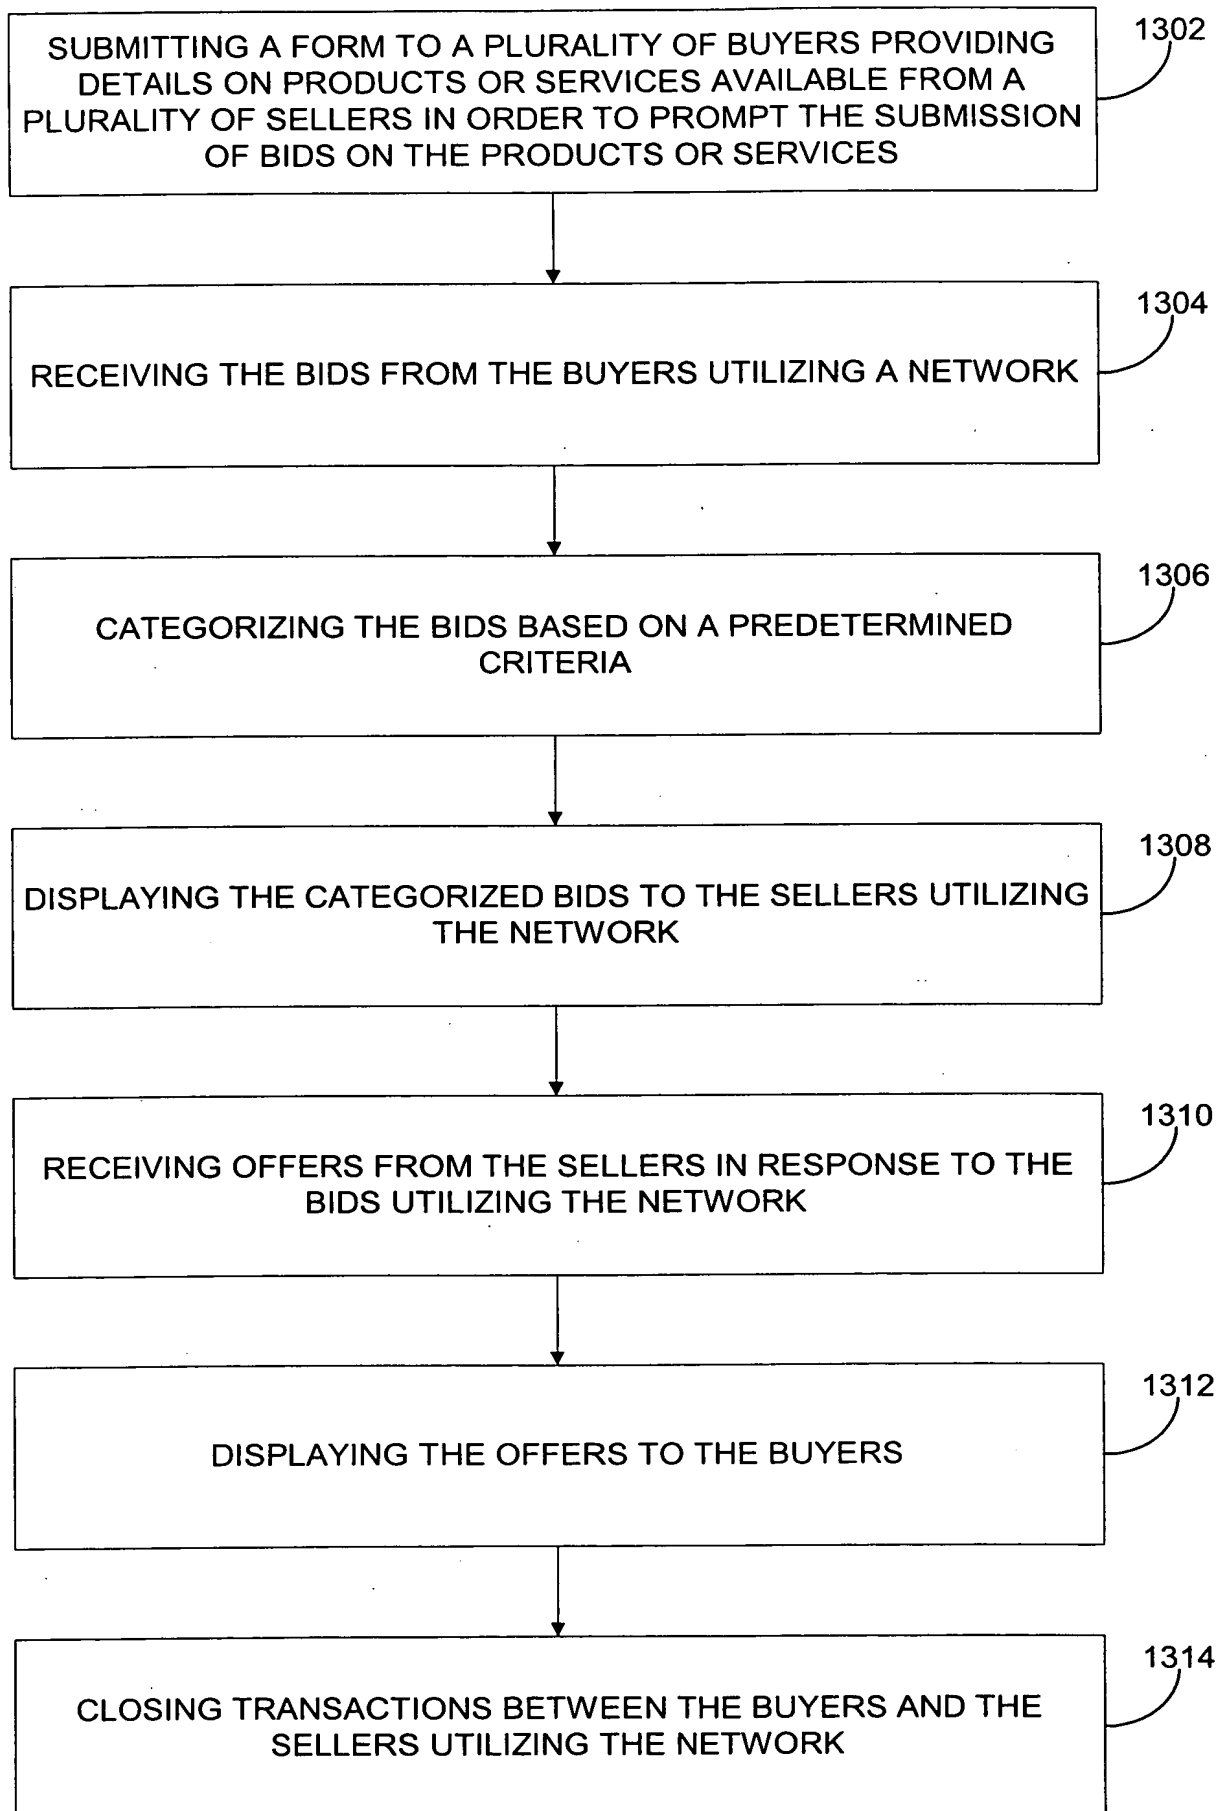 SUBMITTING A FORM TO A PLURALITY OF BUYERS PROVIDING
DETAILS ON PRODUCTS OR SERVICES AVAILABLE FROM A
PLURALITY OF SELLERS IN ORDER TO PROMPT THE SUBMISSION
OF BIDS ON THE PRODUCTS OR SERVICES
1302
RECEIVING THE BIDS FROM THE BUYERS UTILIZING A NETWORK
1304
CATEGORIZING THE BIDS BASED ON A PREDETERMINED
CRITERIA
1306
DISPLAYING THE CATEGORIZED BIDS TO THE SELLERS UTILIZING
THE NETWORK
1308
RECEIVING OFFERS FROM THE SELLERS IN RESPONSE TO THE
BIDS UTILIZING THE NETWORK
1310
DISPLAYING THE OFFERS TO THE BUYERS
1312
CLOSING TRANSACTIONS BETWEEN THE BUYERS AND THE
SELLERS UTILIZING THE NETWORK
1314